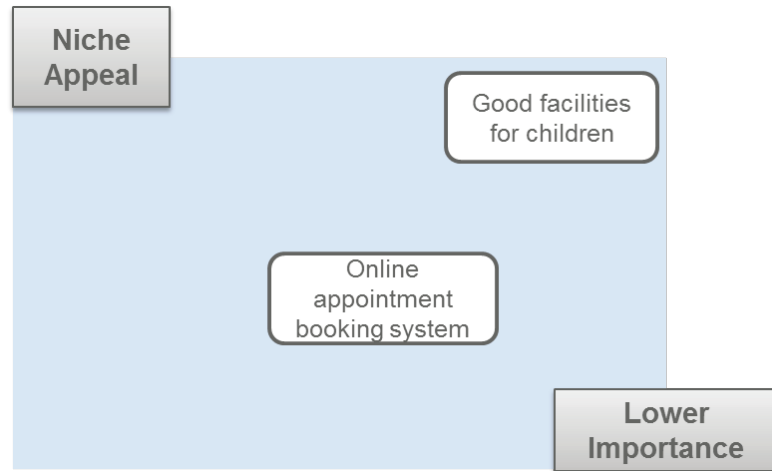 Niche
Appeal
Good facilities
for children
Online
appointment
booking system
Lower
Importance